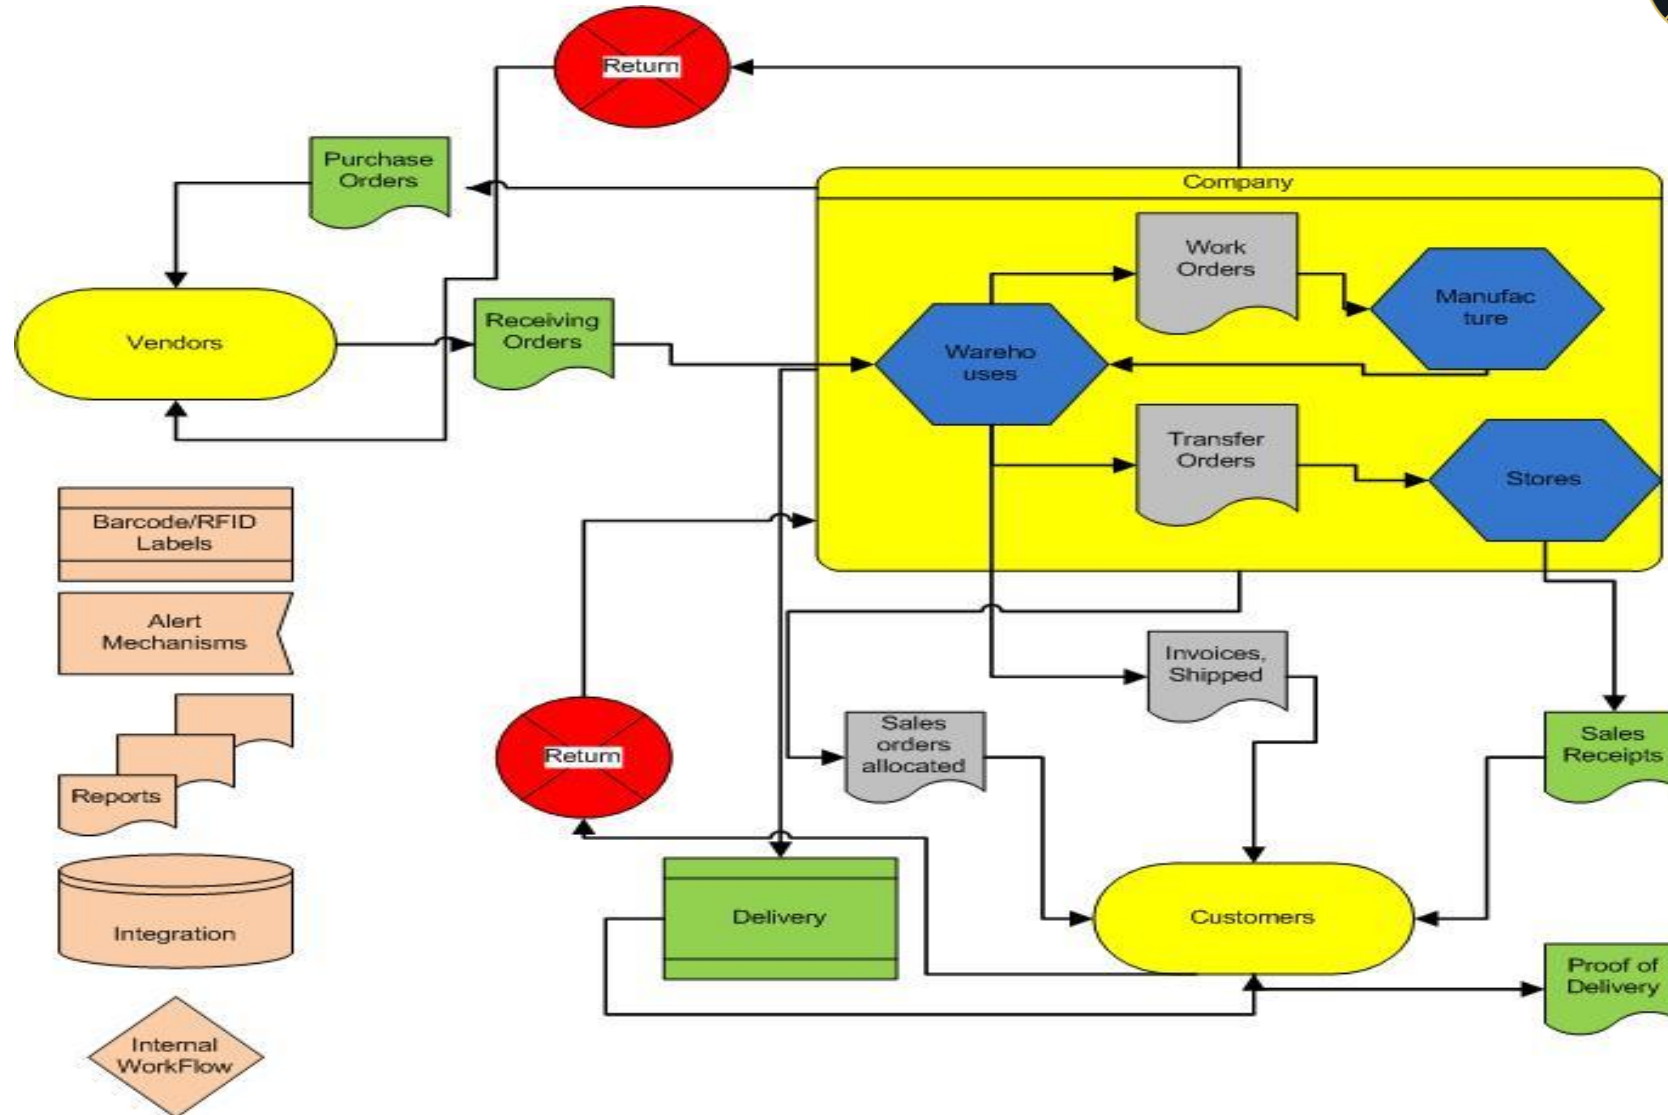 Return
Purchase
Orders
Company
Work
Orders
Manufac
ture
Vendors
Receiving
Orders
Wareho
uses
Transfer
Orders
Stores
Barcode/RFID
Labels
Alert
Mechanisms
Invoices,
Shipped
Sales
orders
allocated
Sales
Receipts
Return
Reports
Delivery
Customers
Integration
Proof of
Delivery
Internal
WorkFlow